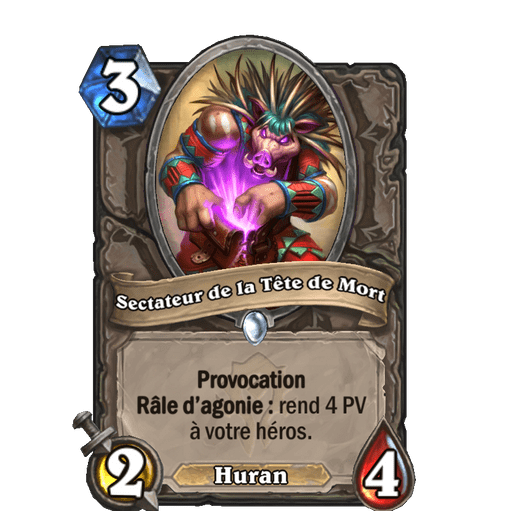 3
Sectateur de la Tête de Mort
Provocation
Râle d'agonie : rend 4 PV
à votre héros.
2
Huran
4